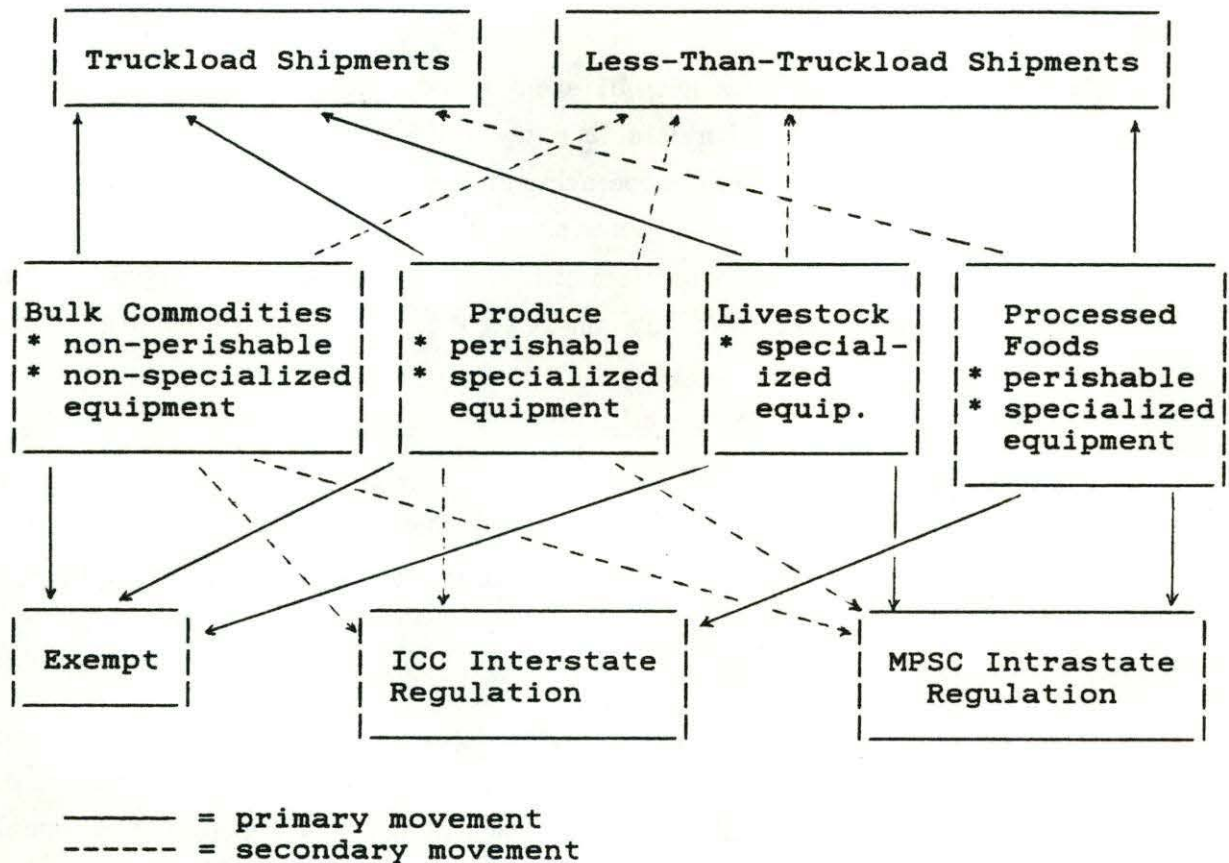 Truckload Shipments
Less-Than-Truckload Shipments
Bulk Commodities
* non-perishable
* non-specialized
equipment
Produce
* perishable
* specialized
equipment
Livestock
* special-
ized
equip.
Processed
Foods
* perishable
* specialized
equipment
Exempt
ICC Interstate
Regulation
MPSC Intrastate
Regulation
= primary movement
= secondary movement